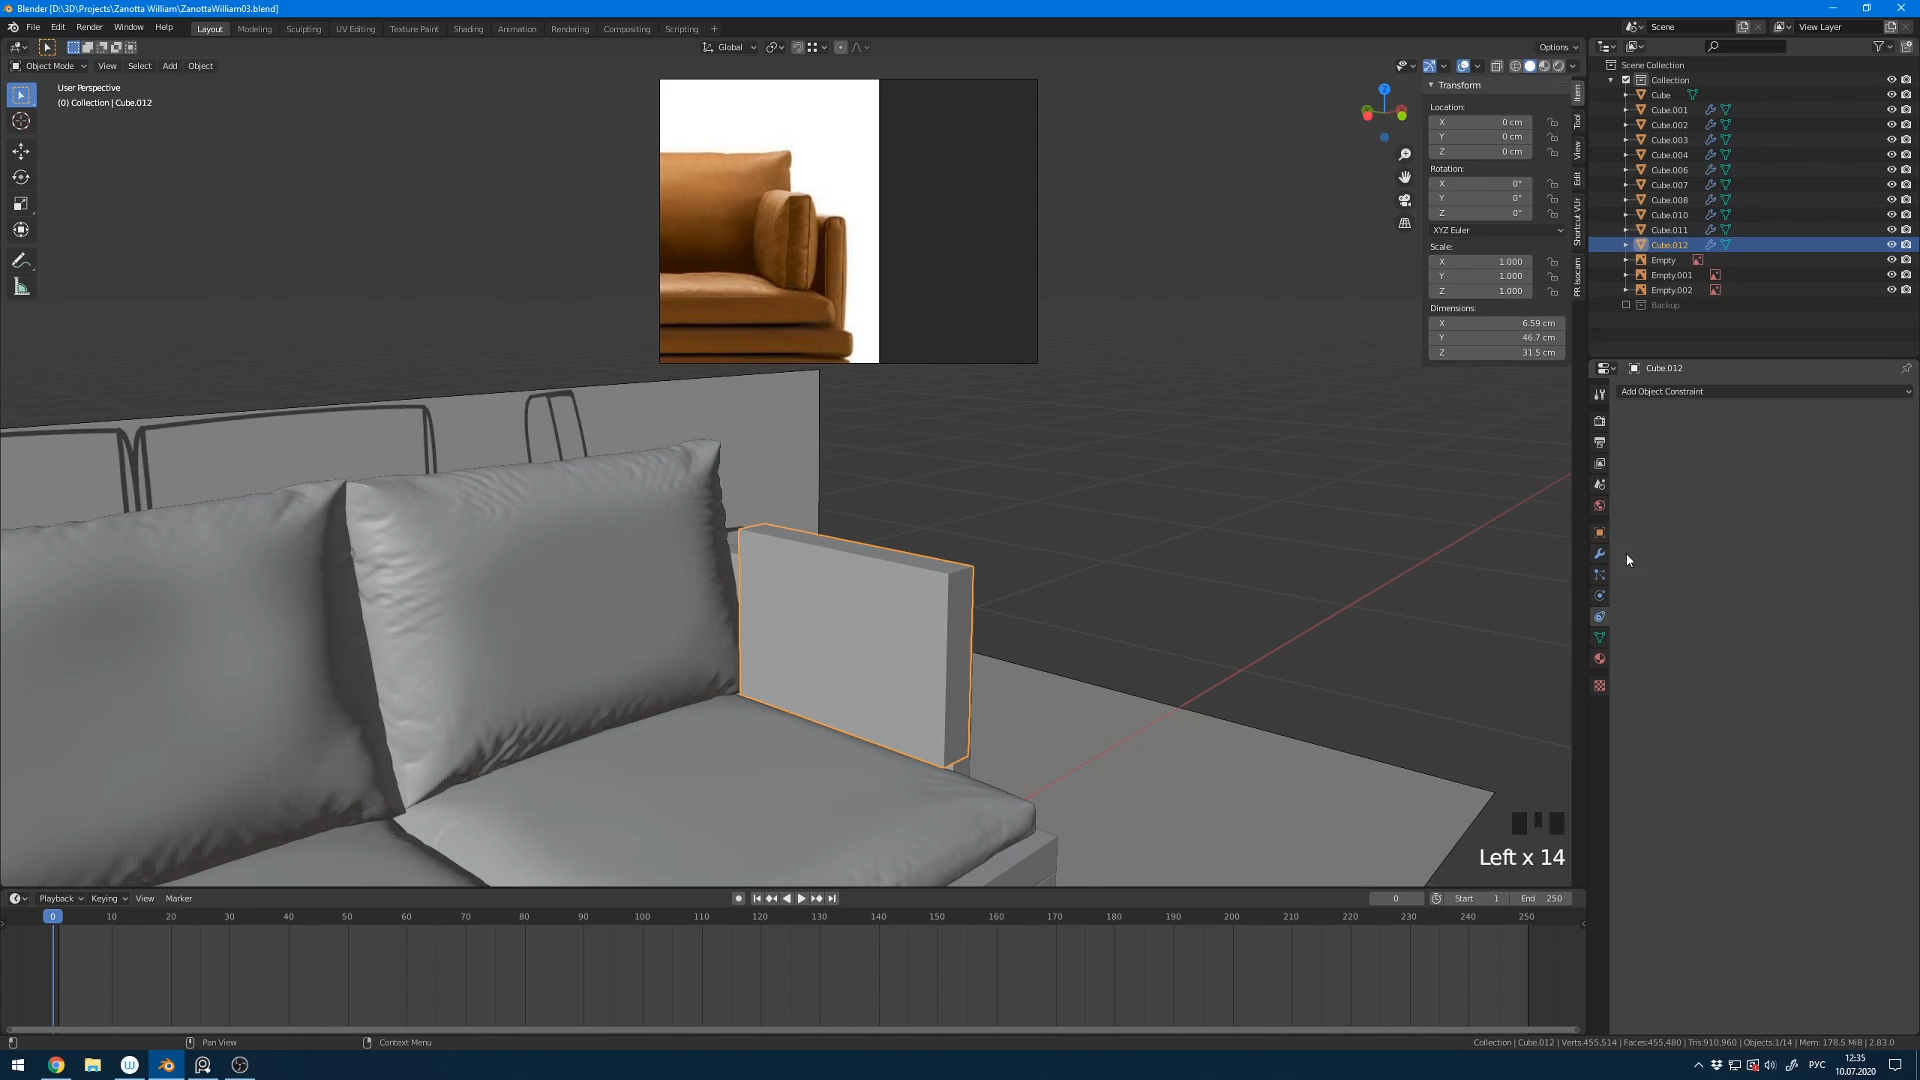 Blender [D:\3D\Projects\Zanotta William\ZanottaWilliam03.blend]
File Edit Render Window Help Layout Modeling Sculpting UV Editing Texture Paint Shading Animation Rendering Compositing Scripting + Scene View Layer
Global Options
Object Mode View Select Add Object
User Perspective
(0) Collection | Cube.012
Transform
Location:
X 0 cm
Y 0 cm
Z 0 cm
Rotation:
X 0°
Y 0°
Z 0°
XYZ Euler
Scale:
X 1.000
Y 1.000
Z 1.000
Dimensions:
X 6.59 cm
Y 46.7 cm
Z 31.5 cm
Item
Tool
View
Edit
Shortcut VUr
PR Isocam
Z
Scene Collection
Collection
Cube
Cube.001
Cube.002
Cube.003
Cube.004
Cube.006
Cube.007
Cube.008
Cube.010
Cube.011
Cube.012
Empty
Empty.001
Empty.002
Backup
Cube.012
Add Object Constraint
Left x 14
Playback Keying View Marker 0 Start 1 End 250
0 10 20 30 40 50 60 70 80 90 100 110 120 130 140 150 160 170 180 190 200 210 220 230 240 250
Pan View Context Menu Collection | Cube.012 | Verts:455,514 | Faces:455,480 | Tris:910,960 | Objects:1/14 | Mem: 178.5 MiB | 2.83.0
РУС
12:35
10.07.2020